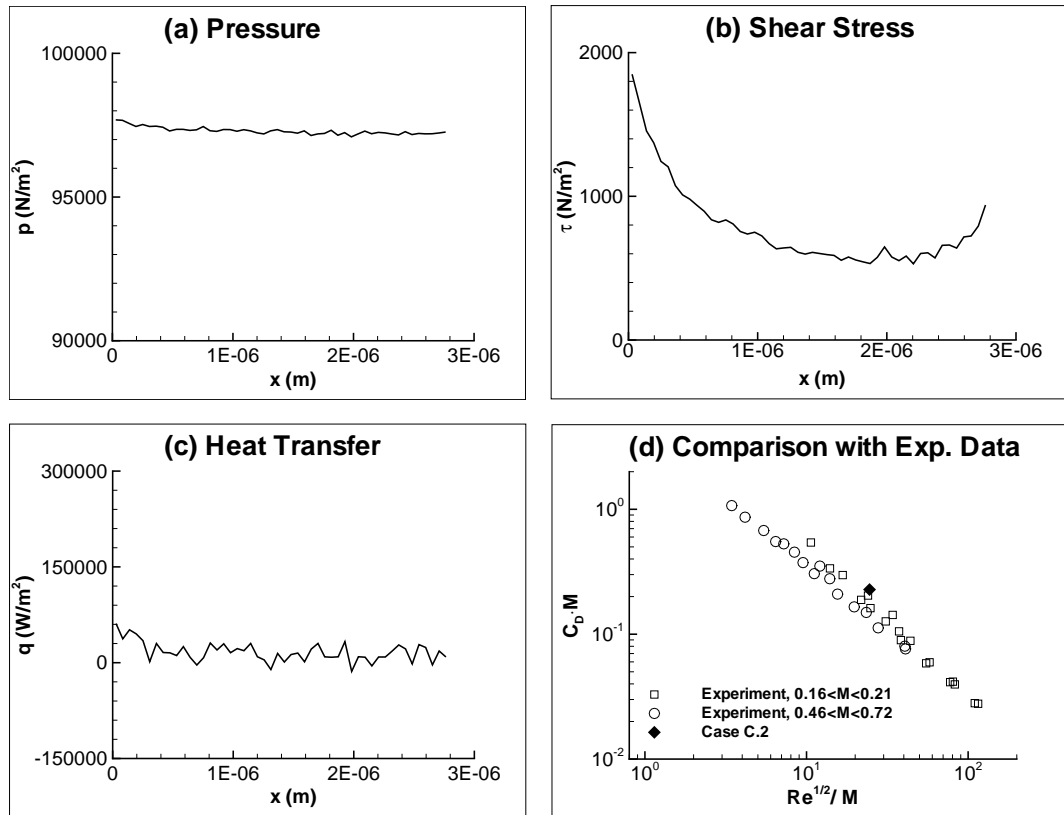 (a) Pressure
100000
95000
90000
p (N/m²)
0
1E-06
2E-06
3E-06
x (m)
(b) Shear Stress
2000
1000
0
τ (N/m²)
0
1E-06
2E-06
3E-06
x (m)
(c) Heat Transfer
300000
150000
0
-150000
q (W/m²)
0
1E-06
2E-06
3E-06
x (m)
(d) Comparison with Exp. Data
10⁰
10⁻¹
10⁻²
C_D·M
Experiment, 0.16<M<0.21
Experiment, 0.46<M<0.72
Case C.2
10⁰
10¹
10²
Re^1/2/ M